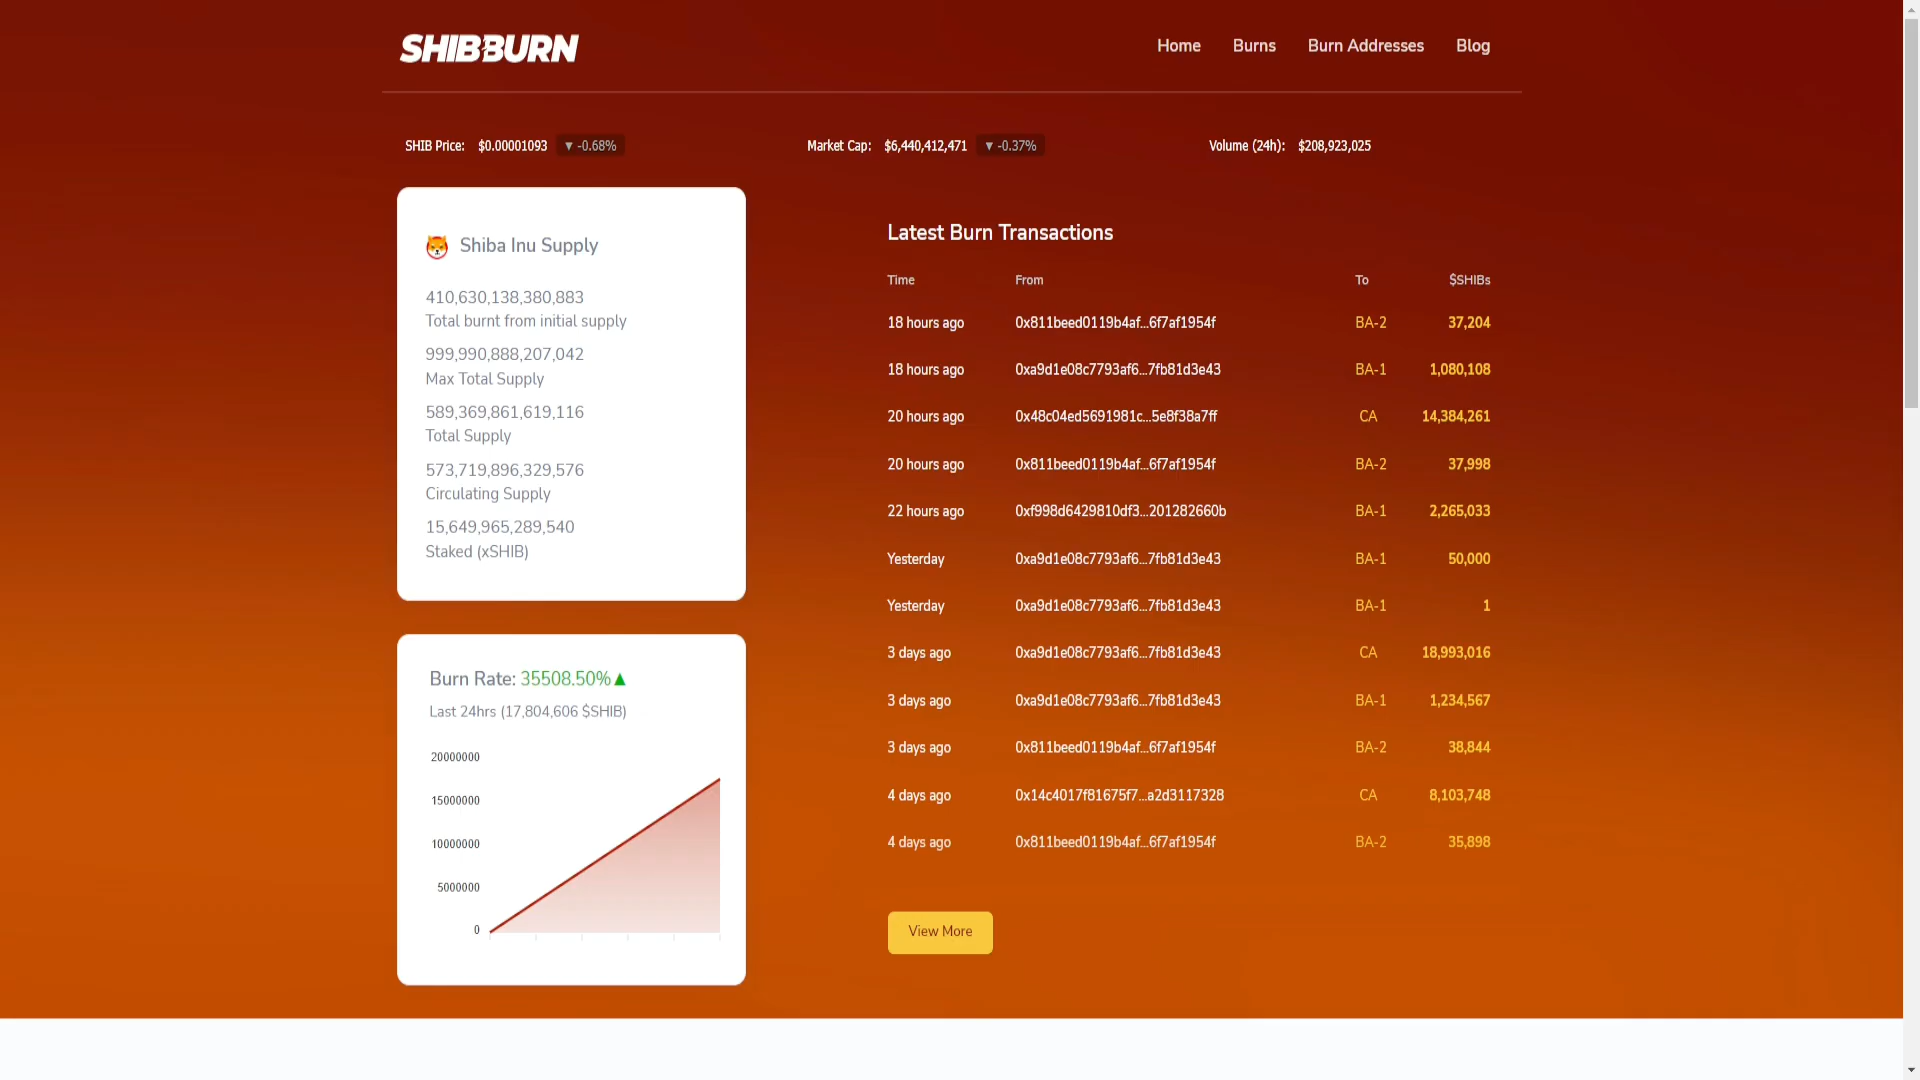 SHIBBURN
Home Burns Burn Addresses Blog
SHIB Price: $0.00001093 ▼ -0.68% Market Cap: $6,440,412,471 ▼ -0.37% Volume (24h): $208,923,025
Shiba Inu Supply
410,630,138,380,883
Total burnt from initial supply
999,990,888,207,042
Max Total Supply
589,369,861,619,116
Total Supply
573,719,896,329,576
Circulating Supply
15,649,965,289,540
Staked (xSHIB)
Burn Rate: 35508.50%▲
Last 24hrs (17,804,606 $SHIB)
20000000
15000000
10000000
5000000
0
Latest Burn Transactions
Time From To $SHIBs
18 hours ago 0x811beed0119b4af...6f7af1954f BA-2 37,204
18 hours ago 0xa9d1e08c7793af6...7fb81d3e43 BA-1 1,080,108
20 hours ago 0x48c04ed5691981c...5e8f38a7ff CA 14,384,261
20 hours ago 0x811beed0119b4af...6f7af1954f BA-2 37,998
22 hours ago 0xf998d6429810df3...201282660b BA-1 2,265,033
Yesterday 0xa9d1e08c7793af6...7fb81d3e43 BA-1 50,000
Yesterday 0xa9d1e08c7793af6...7fb81d3e43 BA-1 1
3 days ago 0xa9d1e08c7793af6...7fb81d3e43 CA 18,993,016
3 days ago 0xa9d1e08c7793af6...7fb81d3e43 BA-1 1,234,567
3 days ago 0x811beed0119b4af...6f7af1954f BA-2 38,844
4 days ago 0x14c4017f81675f7...a2d3117328 CA 8,103,748
4 days ago 0x811beed0119b4af...6f7af1954f BA-2 35,898
View More